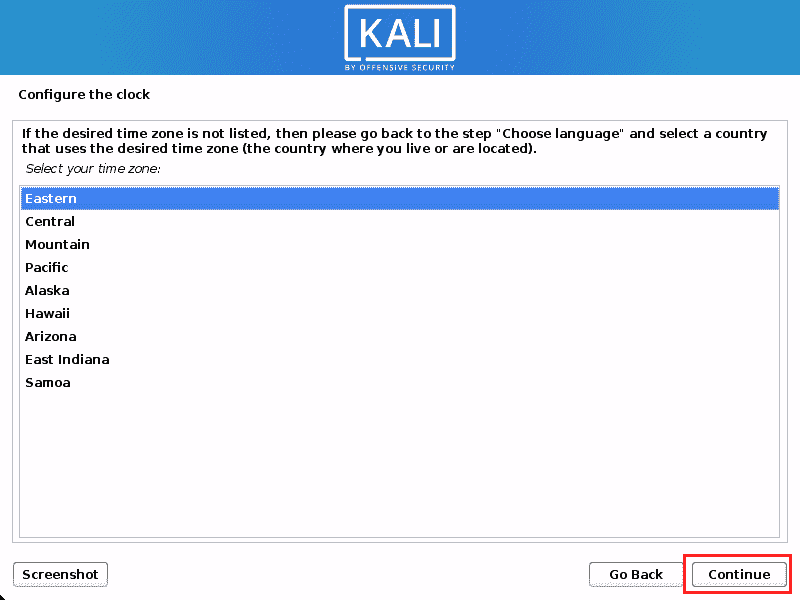 KALI
BY OFFENSIVE SECURITY
Configure the clock
If the desired time zone is not listed, then please go back to the step "Choose language" and select a country
that uses the desired time zone (the country where you live or are located).
Select your time zone:
Eastern
Central
Mountain
Pacific
Alaska
Hawaii
Arizona
East Indiana
Samoa
Screenshot
Go Back
Continue